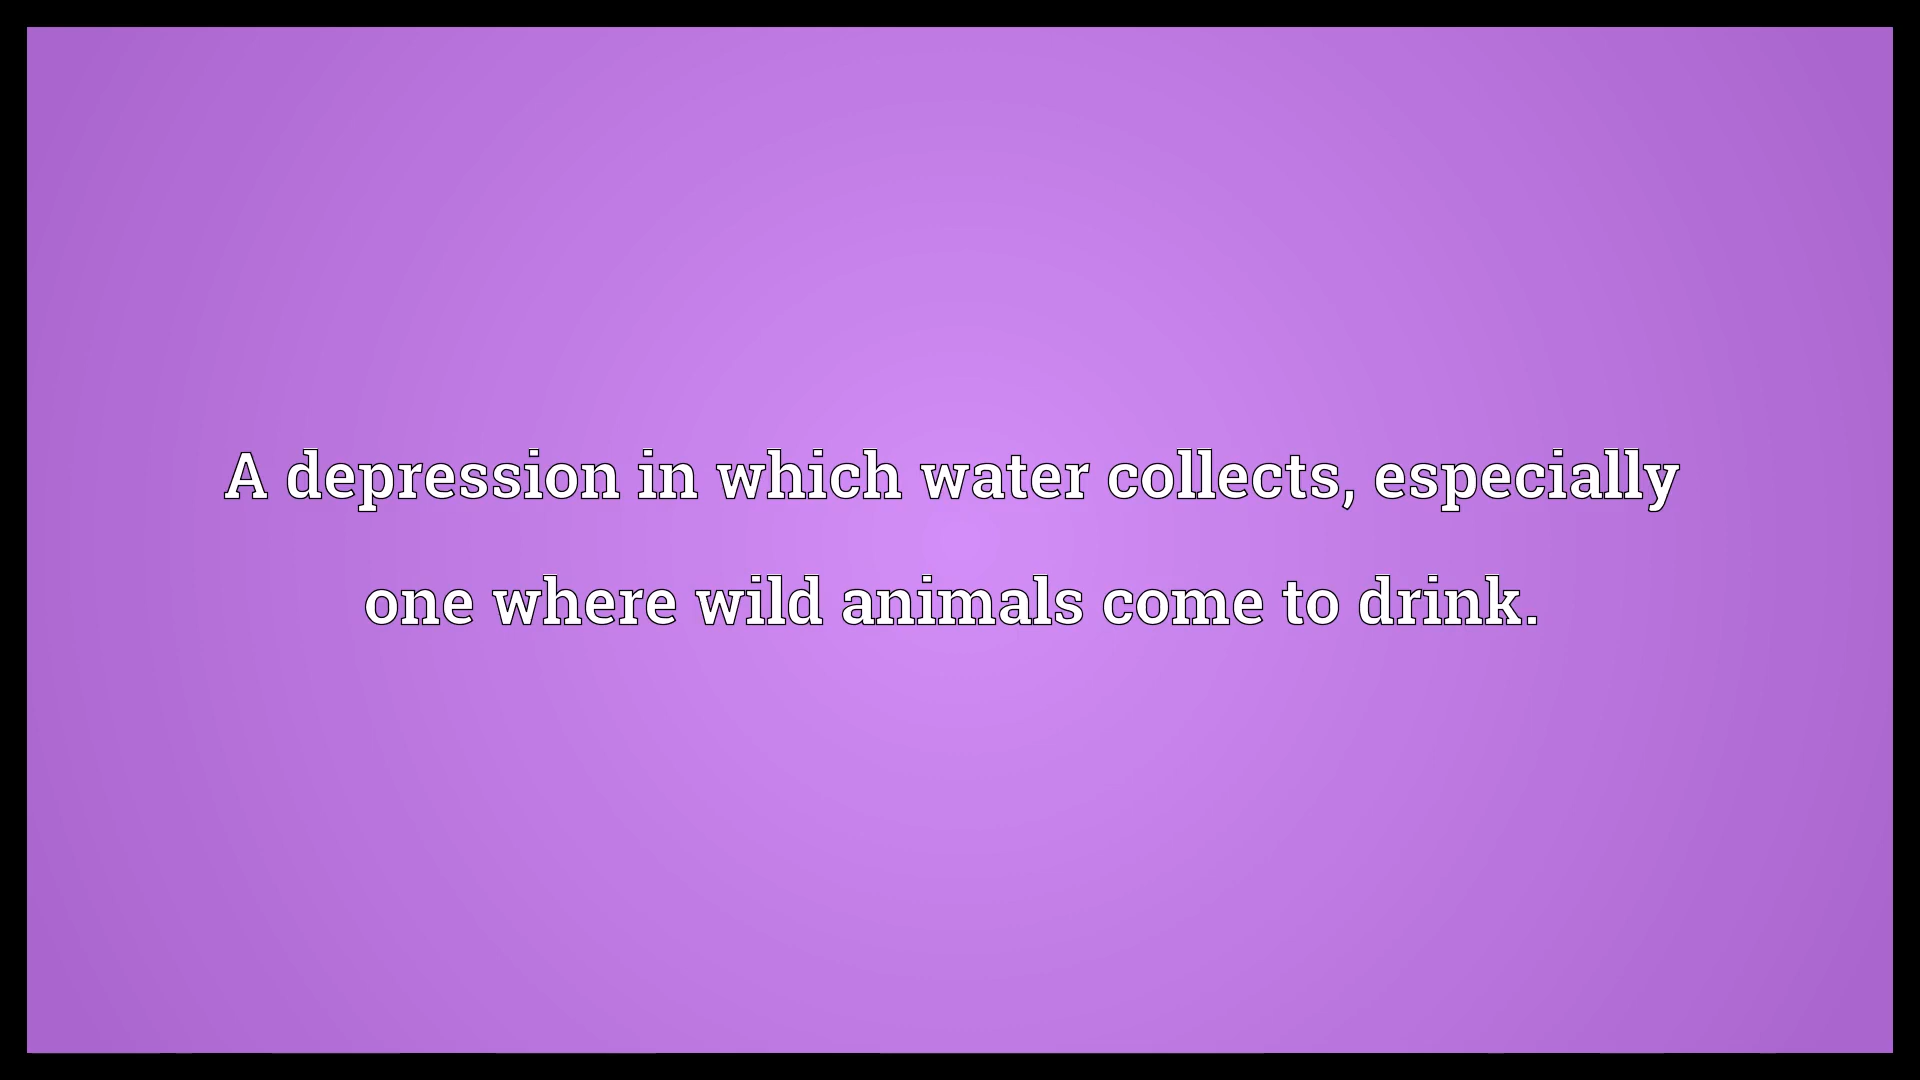 A depression in which water collects, especially
one where wild animals come to drink.